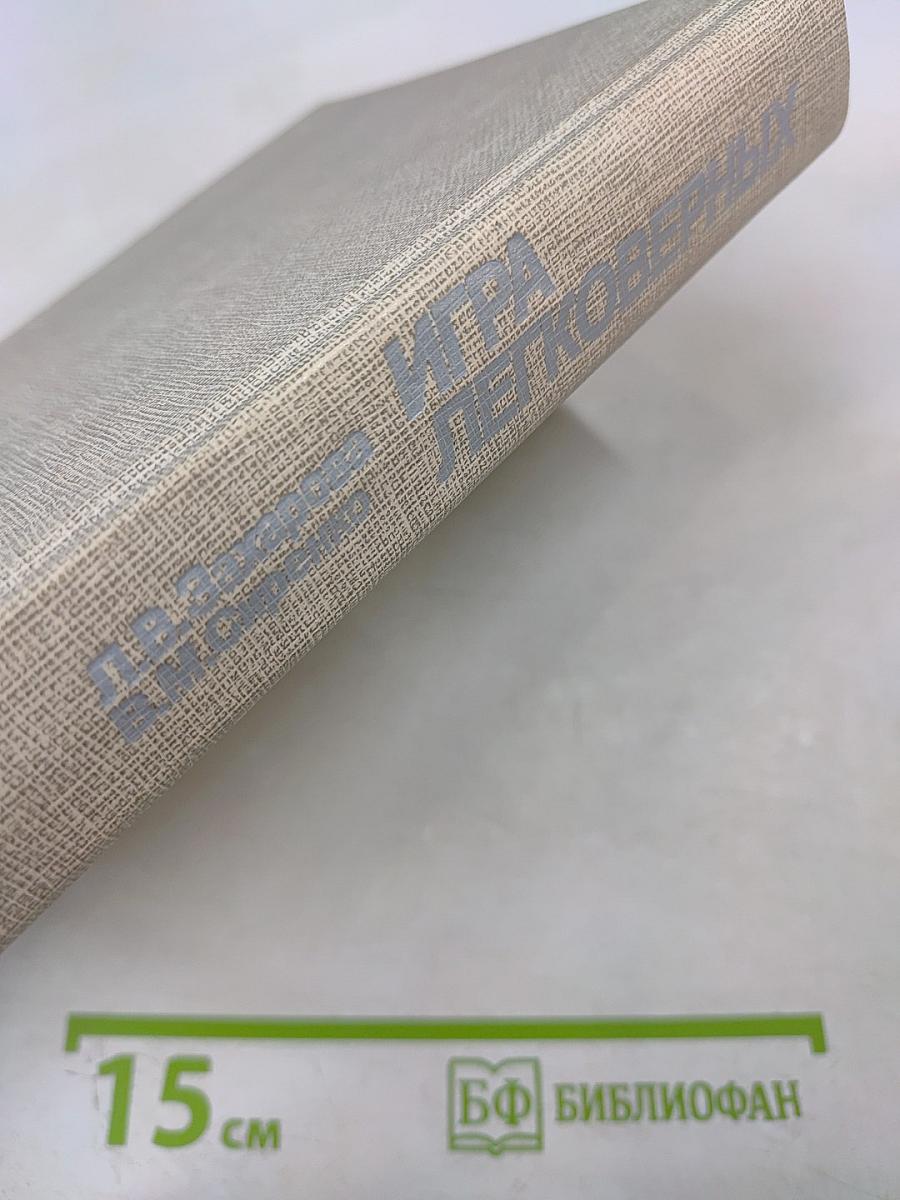 Л.В. Захарова
В.М. Сиренко
ИГРА
ЛЕГКОВЕРНЫХ
15 см
БФ БИБЛИОФАН